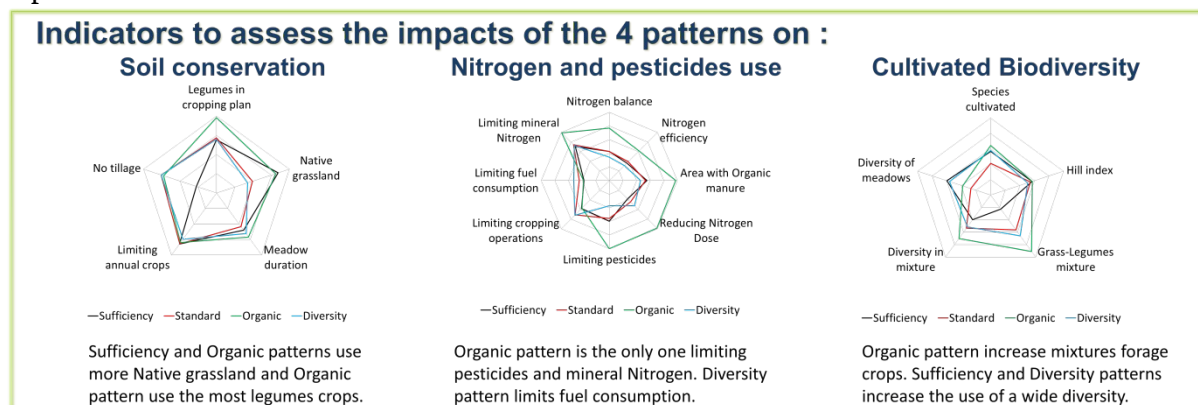 Indicators to assess the impacts of the 4 patterns on :
Soil conservation
Legumes in
cropping plan
No tillage
Native
grassland
Limiting
annual crops
Meadow
duration
Sufficiency Standard Organic Diversity
Sufficiency and Organic patterns use
more Native grassland and Organic
pattern use the most legumes crops.
Nitrogen and pesticides use
Nitrogen balance
Limiting mineral
Nitrogen
Nitrogen
efficiency
Limiting fuel
consumption
Area with Organic
manure
Limiting cropping
operations
Reducing Nitrogen
Dose
Limiting pesticides
Sufficiency Standard Organic Diversity
Organic pattern is the only one limiting
pesticides and mineral Nitrogen. Diversity
pattern limits fuel consumption.
Cultivated Biodiversity
Species
cultivated
Diversity of
meadows
Hill index
Diversity in
mixture
Grass-Legumes
mixture
Sufficiency Standard Organic Diversity
Organic pattern increase mixtures forage
crops. Sufficiency and Diversity patterns
increase the use of a wide diversity.